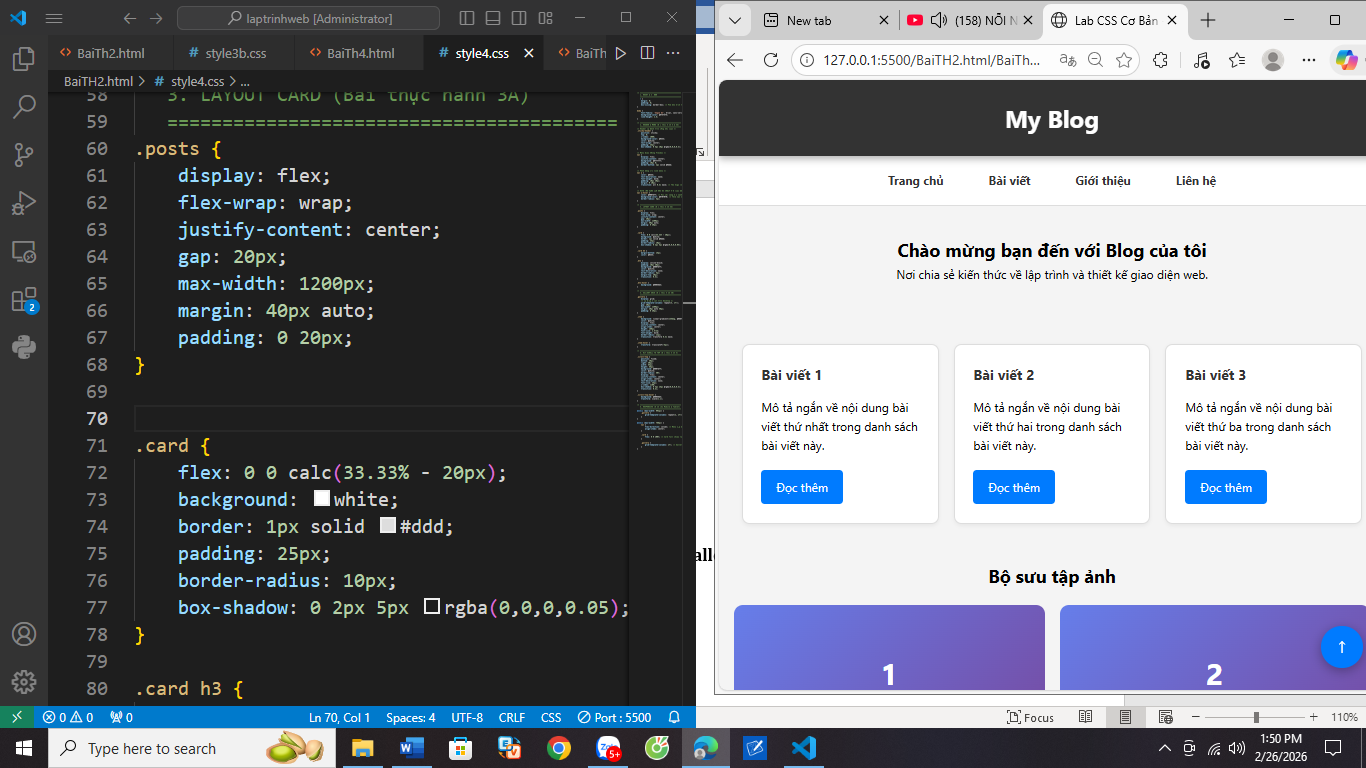 laptrinhweb [Administrator]
BaiTh2.html
style3b.css
BaiTh4.html
style4.css
BaiTh
BaiTH2.html > # style4.css > ...
58 3. LAYOUT CARD (Bài thực hành 3A)
59 =========================================
60 .posts {
61 display: flex;
62 flex-wrap: wrap;
63 justify-content: center;
64 gap: 20px;
65 max-width: 1200px;
66 margin: 40px auto;
67 padding: 0 20px;
68 }
69
70
71 .card {
72 flex: 0 0 calc(33.33% - 20px);
73 background: white;
74 border: 1px solid #ddd;
75 padding: 25px;
76 border-radius: 10px;
77 box-shadow: 0 2px 5px rgba(0,0,0,0.05);
78 }
79
80 .card h3 {
2
0 0 0 Ln 70, Col 1 Spaces: 4 UTF-8 CRLF CSS Port : 5500
New tab
(158) NỖI N
Lab CSS Cơ Bản
127.0.0.1:5500/BaiTH2.html/BaiTh...
My Blog
Trang chủ Bài viết Giới thiệu Liên hệ
Chào mừng bạn đến với Blog của tôi
Nơi chia sẻ kiến thức về lập trình và thiết kế giao diện web.
Bài viết 1
Mô tả ngắn về nội dung bài
viết thứ nhất trong danh sách
bài viết này.
Đọc thêm
Bài viết 2
Mô tả ngắn về nội dung bài
viết thứ hai trong danh sách
bài viết này.
Đọc thêm
Bài viết 3
Mô tả ngắn về nội dung bài
viết thứ ba trong danh sách
bài viết này.
Đọc thêm
Bộ sưu tập ảnh
1
2
↑
Focus
110%
Type here to search
5+
1:50 PM
2/26/2026